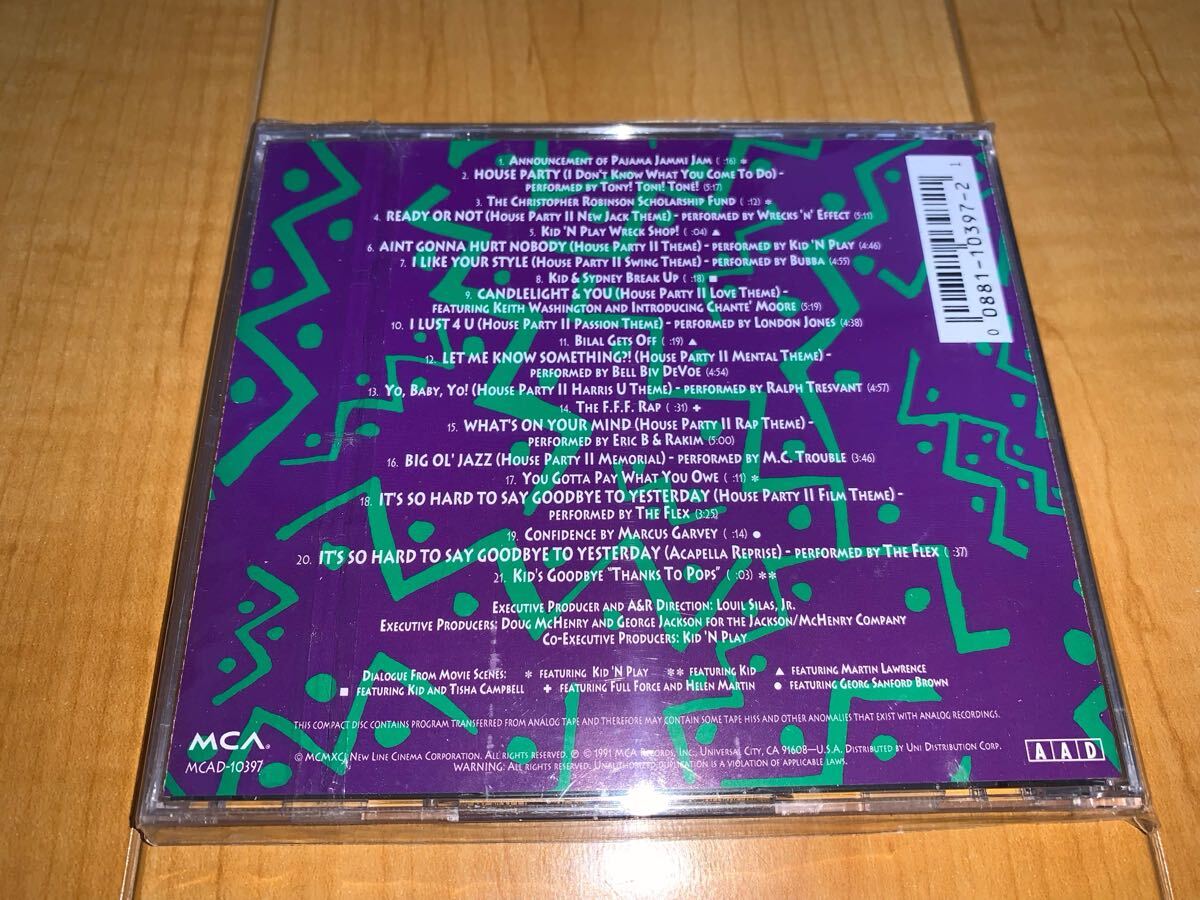 1. Announcement of Pajama Jammi Jam ( :16) *
2. HOUSE PARTY (I Don't Know What You Come To Do) –
performed by Tony! Toni! Toné! (5:17)
3. The Christopher Robinson Scholarship Fund ( :12) *
4. READY OR NOT (House Party II New Jack Theme) – performed by Wrecks 'n' Effect (5:11)
5. Kid 'N Play Wreck Shop! ( :04) ▲
6. AINT GONNA HURT NOBODY (House Party II Theme) – performed by Kid 'N Play (4:46)
7. I LIKE YOUR STYLE (House Party II Swing Theme) – performed by Bubba (4:55)
8. Kid & Sydney Break Up ( :18) ■
9. CANDLELIGHT & YOU (House Party II Love Theme) –
featuring Keith Washington and Introducing Chante' Moore (5:19)
10. I LUST 4 U (House Party II Passion Theme) – performed by London Jones (4:38)
11. Bilal Gets Off ( :19) ▲
12. LET ME KNOW SOMETHING?! (House Party II Mental Theme) –
performed by Bell Biv DeVoe (4:54)
13. Yo, Baby, Yo! (House Party II Harris U Theme) – performed by Ralph Tresvant (4:57)
14. The F.F.F. Rap ( :31) +
15. WHAT'S ON YOUR MIND (House Party II Rap Theme) –
performed by Eric B & Rakim (5:00)
16. BIG OL' JAZZ (House Party II Memorial) – performed by M.C. Trouble (3:46)
17. You Gotta Pay What You Owe ( :11) *
18. IT'S SO HARD TO SAY GOODBYE TO YESTERDAY (House Party II Film Theme) –
performed by The Flex (3:25)
19. Confidence by Marcus Garvey ( :14) ●
20. IT'S SO HARD TO SAY GOODBYE TO YESTERDAY (Acapella Reprise) – performed by The Flex ( :37)
21. Kid's Goodbye "Thanks To Pops" ( :03) **
Executive Producer and A&R Direction: Louil Silas, Jr.
Executive Producers: Doug McHenry and George Jackson for the Jackson/McHenry Company
Co-Executive Producers: Kid 'N Play
Dialogue From Movie Scenes: * featuring Kid 'N Play ** featuring Kid ▲ featuring Martin Lawrence
■ featuring Kid and Tisha Campbell + featuring Full Force and Helen Martin ● featuring Georg Sanford Brown
THIS COMPACT DISC CONTAINS PROGRAM TRANSFERRED FROM ANALOG TAPE AND THEREFORE MAY CONTAIN SOME TAPE HISS AND OTHER ANOMALIES THAT EXIST WITH ANALOG RECORDINGS.
MCA®
MCAD-10397
© MCMXCI New Line Cinema Corporation. All rights reserved. ℗ © 1991 MCA Records, Inc., Universal City, CA 91608–U.S.A. Distributed by Uni Distribution Corp.
WARNING: All rights reserved. Unauthorized duplication is a violation of applicable laws.
A A D
0 0881-10397-2 1